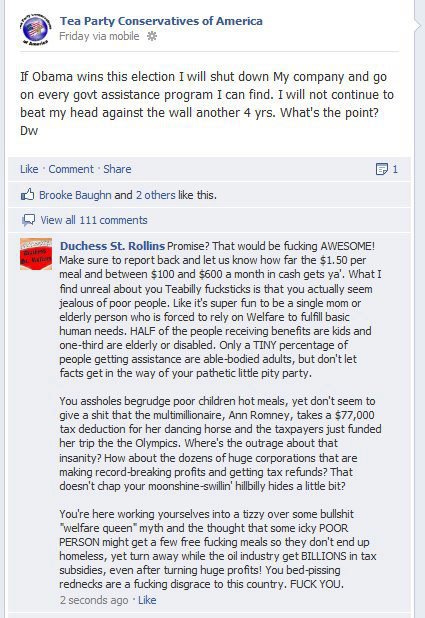 Tea Party Conservatives of America
Friday via mobile
If Obama wins this election I will shut down My company and go
on every govt assistance program I can find. I will not continue to
beat my head against the wall another 4 yrs. What's the point?
Dw
Like · Comment · Share 1
Brooke Baughn and 2 others like this.
View all 111 comments
Duchess St. Rollins Promise? That would be fucking AWESOME!
Make sure to report back and let us know how far the $1.50 per
meal and between $100 and $600 a month in cash gets ya'. What I
find unreal about you Teabilly fucksticks is that you actually seem
jealous of poor people. Like it's super fun to be a single mom or
elderly person who is forced to rely on Welfare to fulfill basic
human needs. HALF of the people receiving benefits are kids and
one-third are elderly or disabled. Only a TINY percentage of
people getting assistance are able-bodied adults, but don't let
facts get in the way of your pathetic little pity party.
You assholes begrudge poor children hot meals, yet don't seem to
give a shit that the multimillionaire, Ann Romney, takes a $77,000
tax deduction for her dancing horse and the taxpayers just funded
her trip the the Olympics. Where's the outrage about that
insanity? How about the dozens of huge corporations that are
making record-breaking profits and getting tax refunds? That
doesn't chap your moonshine-swillin' hillbilly hides a little bit?
You're here working yourselves into a tizzy over some bullshit
"welfare queen" myth and the thought that some icky POOR
PERSON might get a few free fucking meals so they don't end up
homeless, yet turn away while the oil industry get BILLIONS in tax
subsidies, even after turning huge profits! You bed-pissing
rednecks are a fucking disgrace to this country. FUCK YOU.
2 seconds ago · Like